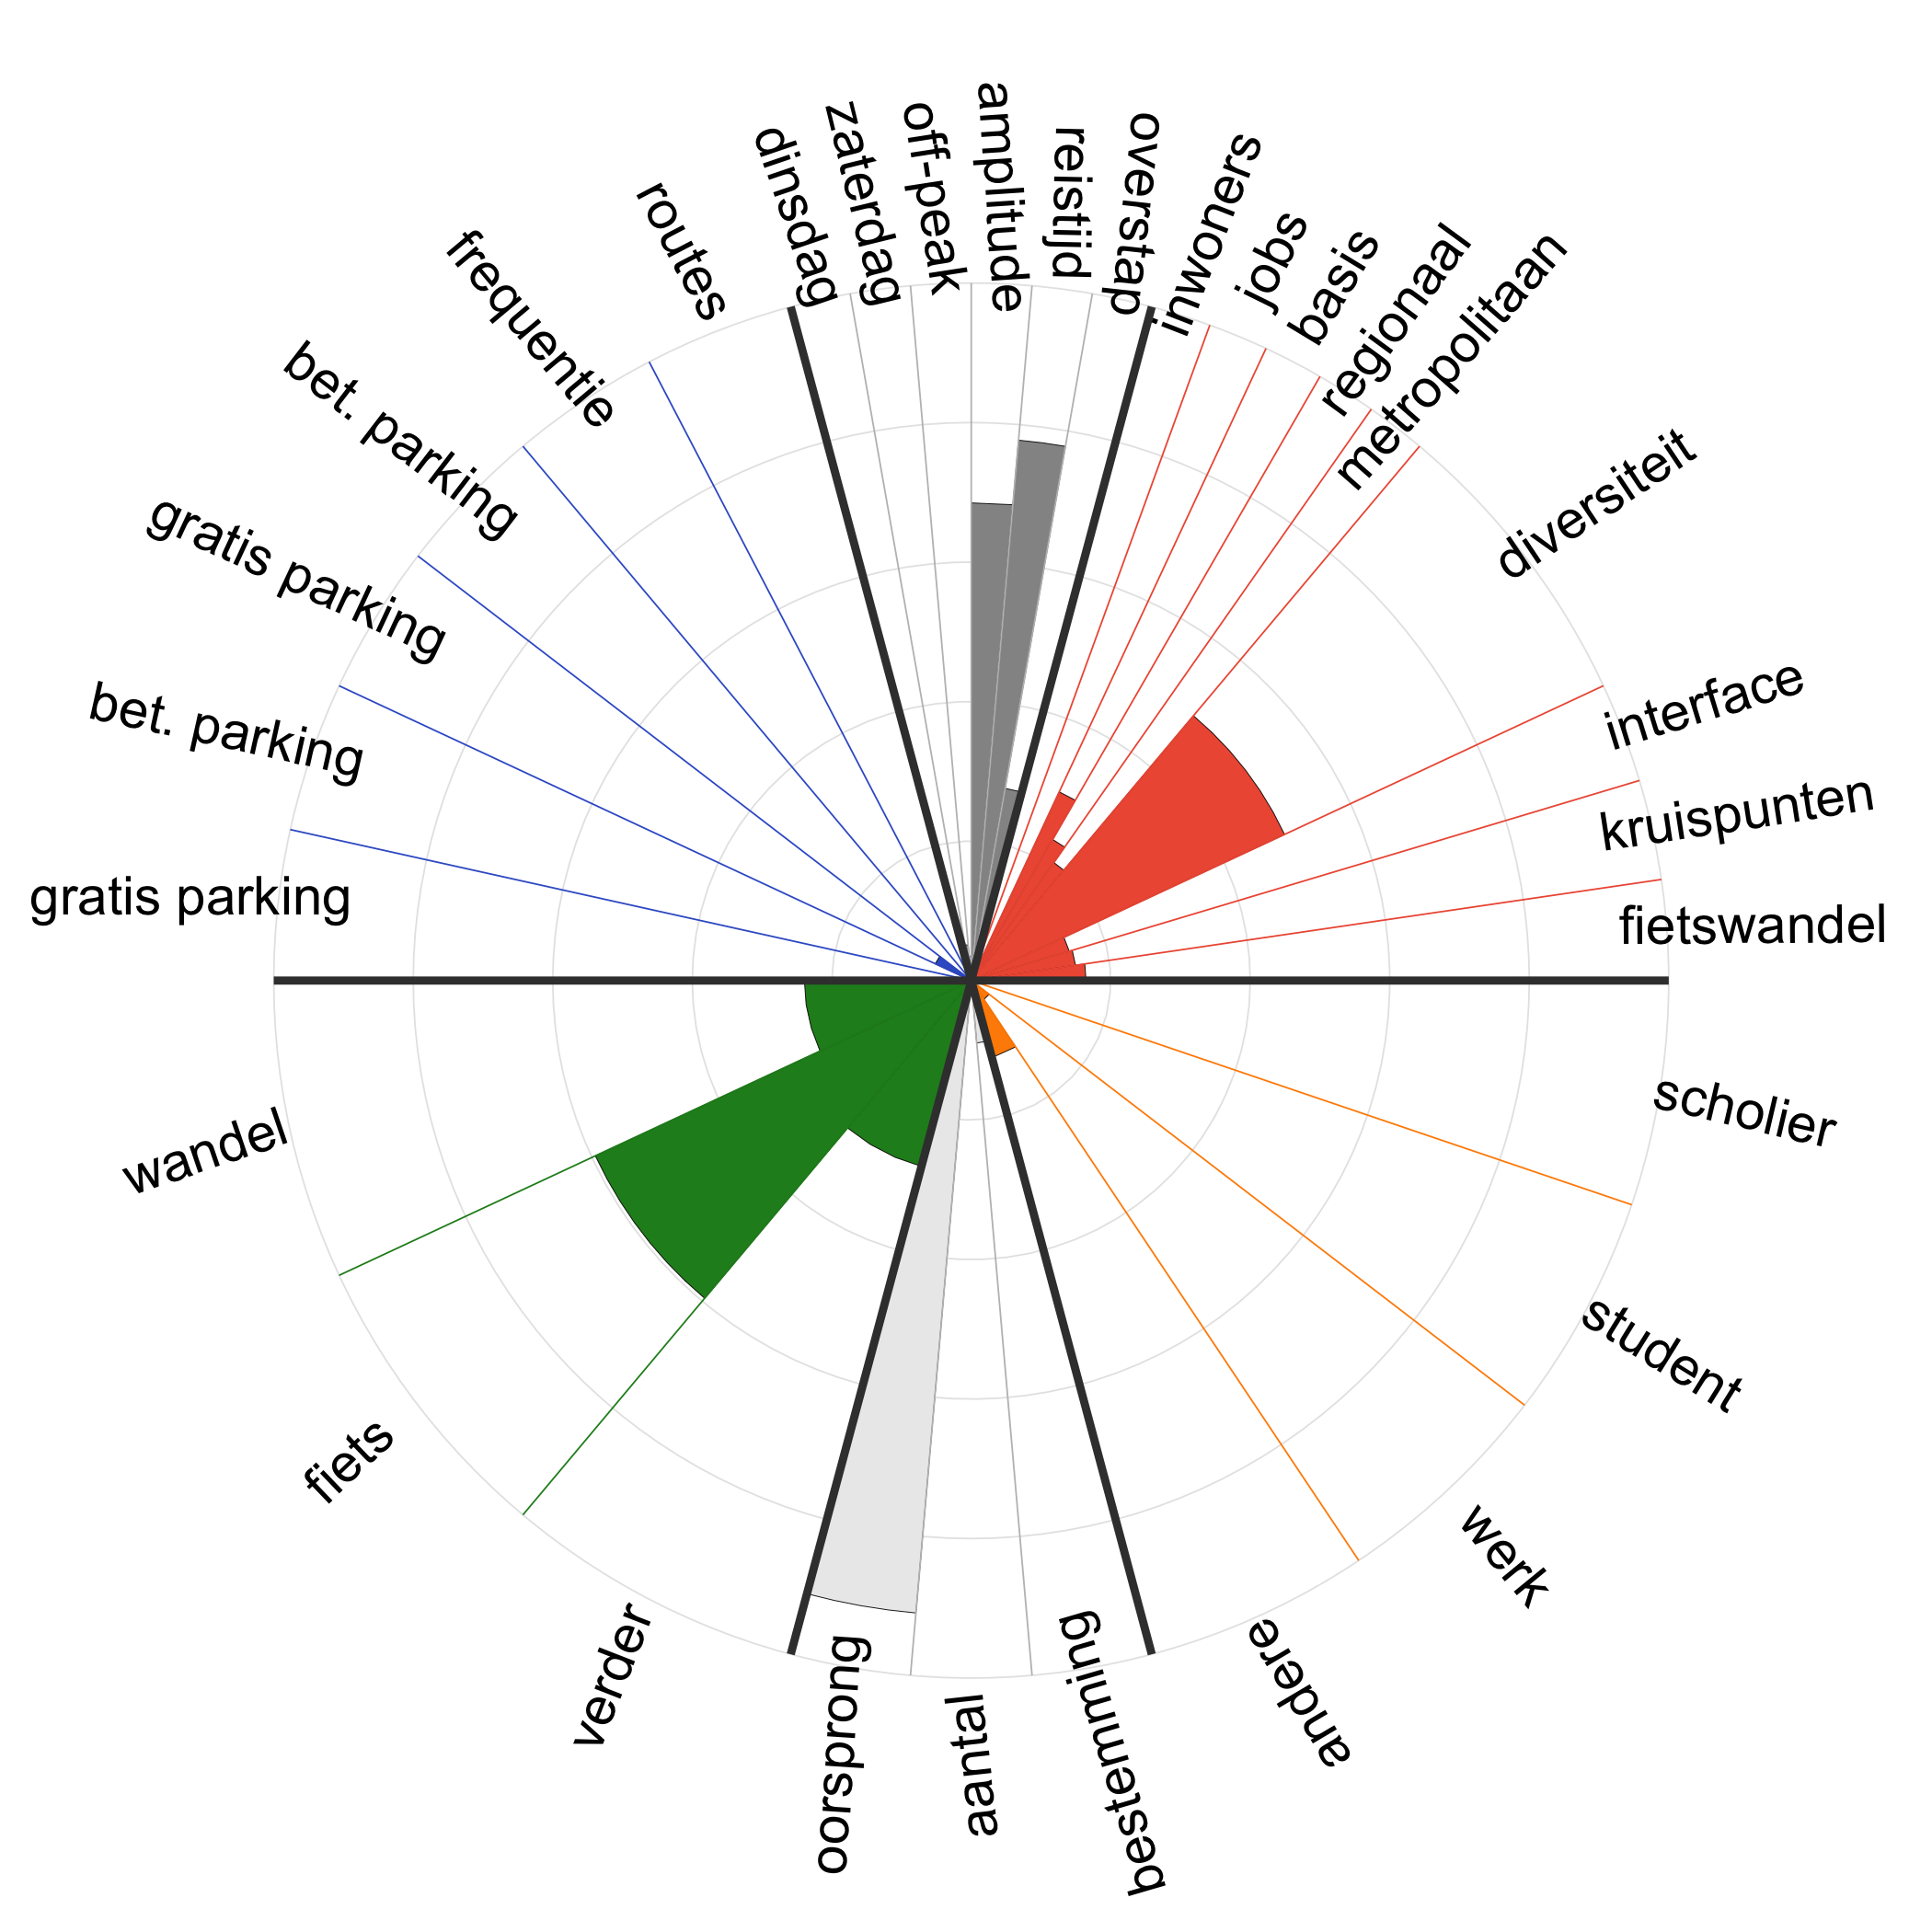 dinsdag
zaterdag
off-peak
amplitude
reistijd
overstap
inwoners
jobs
basis
regionaal
metropolitaan
diversiteit
interface
kruispunten
fietswandel
scholier
student
werk
andere
bestemming
aantal
oorsprong
verder
fiets
wandel
gratis parking
bet. parking
gratis parking
bet. parking
frequentie
routes